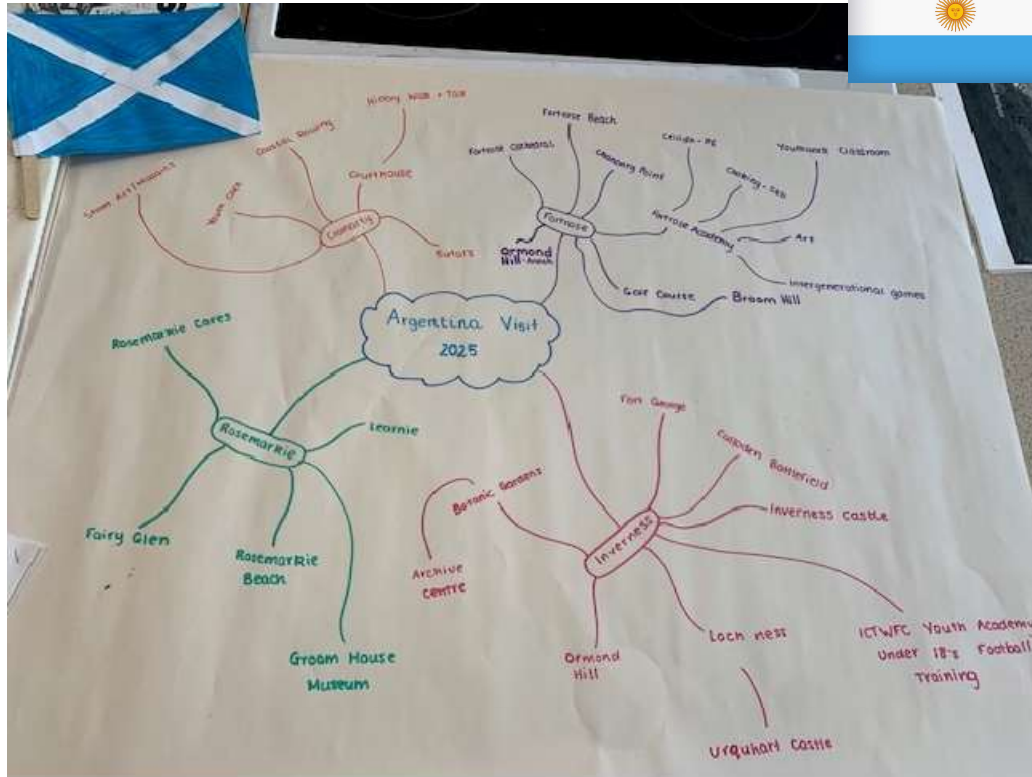 History Walk + Talk
Coastal Rowing
Courthouse
Youth Cafe
Cromarty
Sutors
Fortrose Beach
Fortrose Cathedral
Chanonry Point
Ceilidh - PE
Cooking -
Youthwork Classroom
Fortrose
Fortrose Academy
Art
Ormond
Hill-
Intergenerational games
Golf Course
Broom Hill
Argentina Visit
2025
Rosemarkie Caves
Rosemarkie
Learnie
Fairy Glen
Rosemarkie
Beach
Groam House
Museum
Fort George
Culloden Battlefield
Botanic Gardens
Inverness Castle
Inverness
Archive
Centre
Ormond
Hill
Loch ness
ICTWFC Youth Academy
Under 18's Football
Training
Urquhart Castle